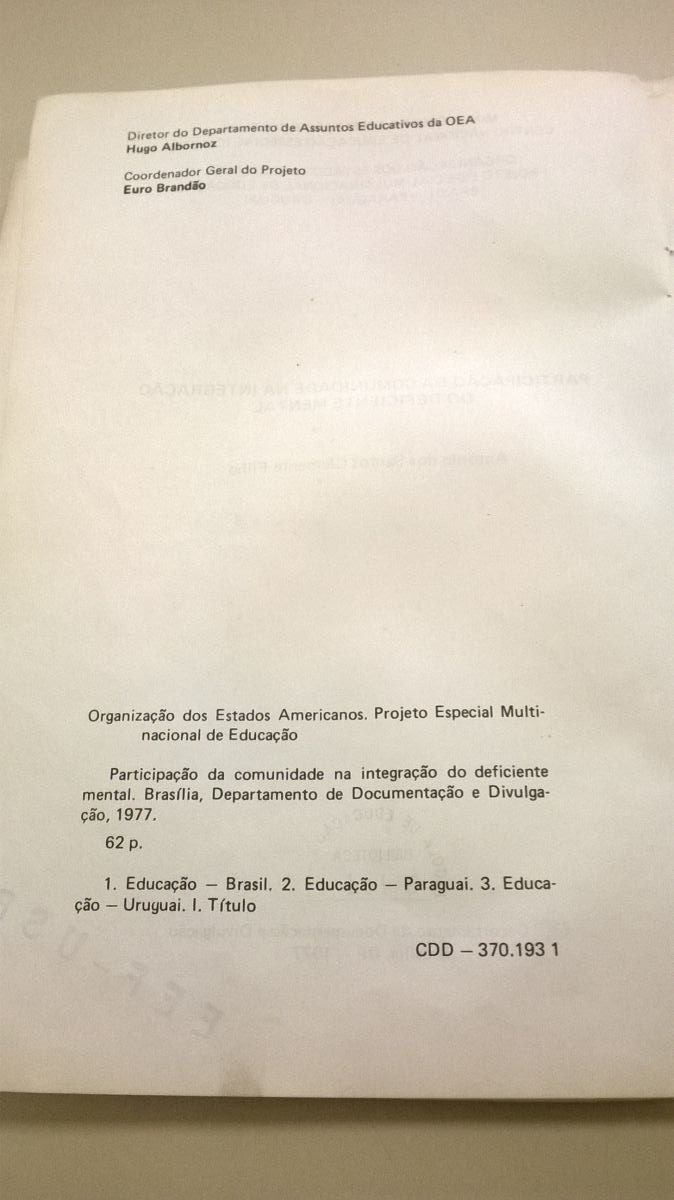 Diretor do Departamento de Assuntos Educativos da OEA
Hugo Albornoz
Coordenador Geral do Projeto
Euro Brandão
Organização dos Estados Americanos. Projeto Especial Multi-
nacional de Educação
Participação da comunidade na integração do deficiente
mental. Brasília, Departamento de Documentação e Divulga-
ção, 1977.
62 p.
1. Educação — Brasil. 2. Educação — Paraguai. 3. Educa-
ção — Uruguai. I. Título
CDD — 370.193 1